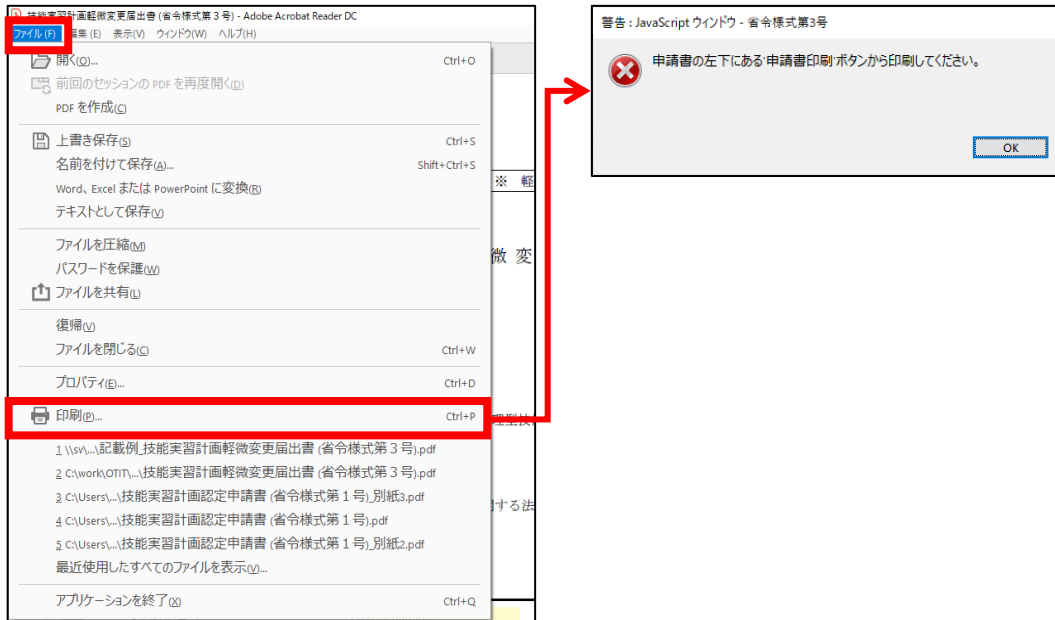 技能実習計画軽微変更届出書 (省令様式第３号) - Adobe Acrobat Reader DC
ファイル(F) 編集(E) 表示(V) ウィンドウ(W) ヘルプ(H)
開く(O)... Ctrl+O
前回のセッションの PDF を再度開く(D)
PDF を作成(C)
上書き保存(S) Ctrl+S
名前を付けて保存(A)... Shift+Ctrl+S
Word、Excel または PowerPoint に変換(R)
テキストとして保存(V)
ファイルを圧縮(M)
パスワードを保護(W)
ファイルを共有(L)
復帰(V)
ファイルを閉じる(C) Ctrl+W
プロパティ(E)... Ctrl+D
印刷(P)... Ctrl+P
1 \\sv\...\記載例_技能実習計画軽微変更届出書 (省令様式第３号).pdf
2 C:\work\OTIT\...\技能実習計画軽微変更届出書 (省令様式第３号).pdf
3 C:\Users\...\技能実習計画認定申請書 (省令様式第１号)_別紙3.pdf
4 C:\Users\...\技能実習計画認定申請書 (省令様式第１号).pdf
5 C:\Users\...\技能実習計画認定申請書 (省令様式第１号)_別紙2.pdf
最近使用したすべてのファイルを表示(V)...
アプリケーションを終了(X) Ctrl+Q
※ 軽
微 変
理型技
する法
警告 : JavaScript ウィンドウ - 省令様式第3号
申請書の左下にある'申請書印刷'ボタンから印刷してください。
OK